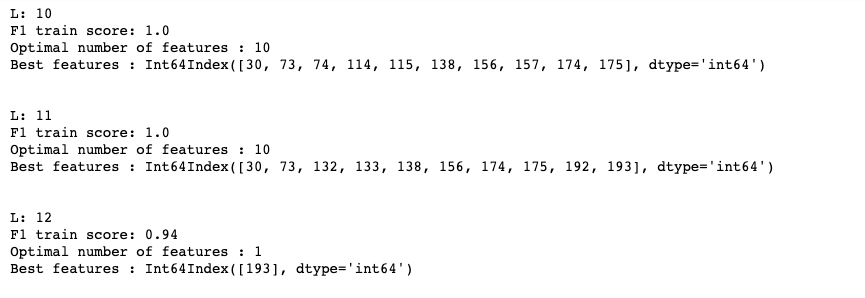 L: 10
F1 train score: 1.0
Optimal number of features : 10
Best features : Int64Index([30, 73, 74, 114, 115, 138, 156, 157, 174, 175], dtype='int64')
L: 11
F1 train score: 1.0
Optimal number of features : 10
Best features : Int64Index([30, 73, 132, 133, 138, 156, 174, 175, 192, 193], dtype='int64')
L: 12
F1 train score: 0.94
Optimal number of features : 1
Best features : Int64Index([193], dtype='int64')